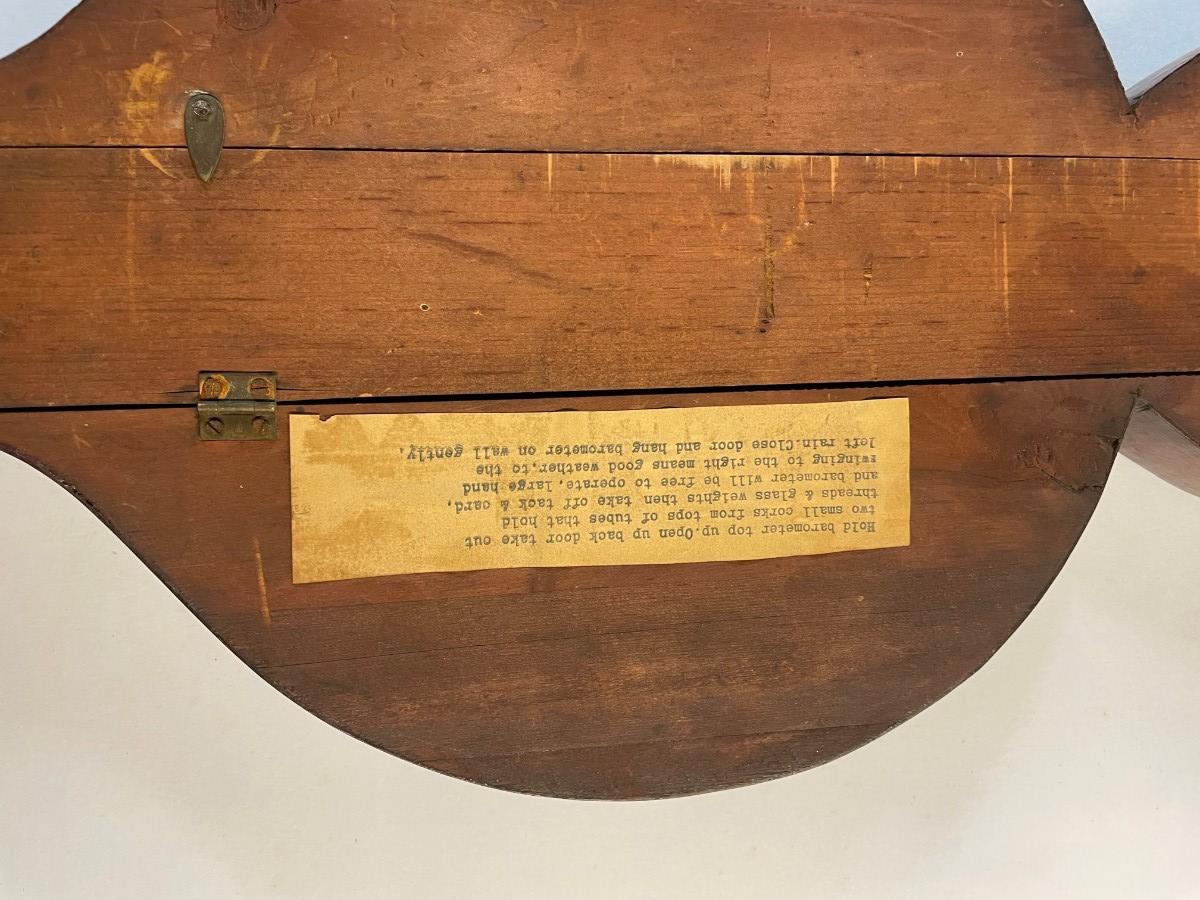 Hold barometer top up.Open up back door take out
two small corks from tops of tubes that hold
threads & glass weights then take off tack & card,
and barometer will be free to operate, large hand
swinging to the right means good weather,to the
left rain.Close door and hang barometer on wall gently.